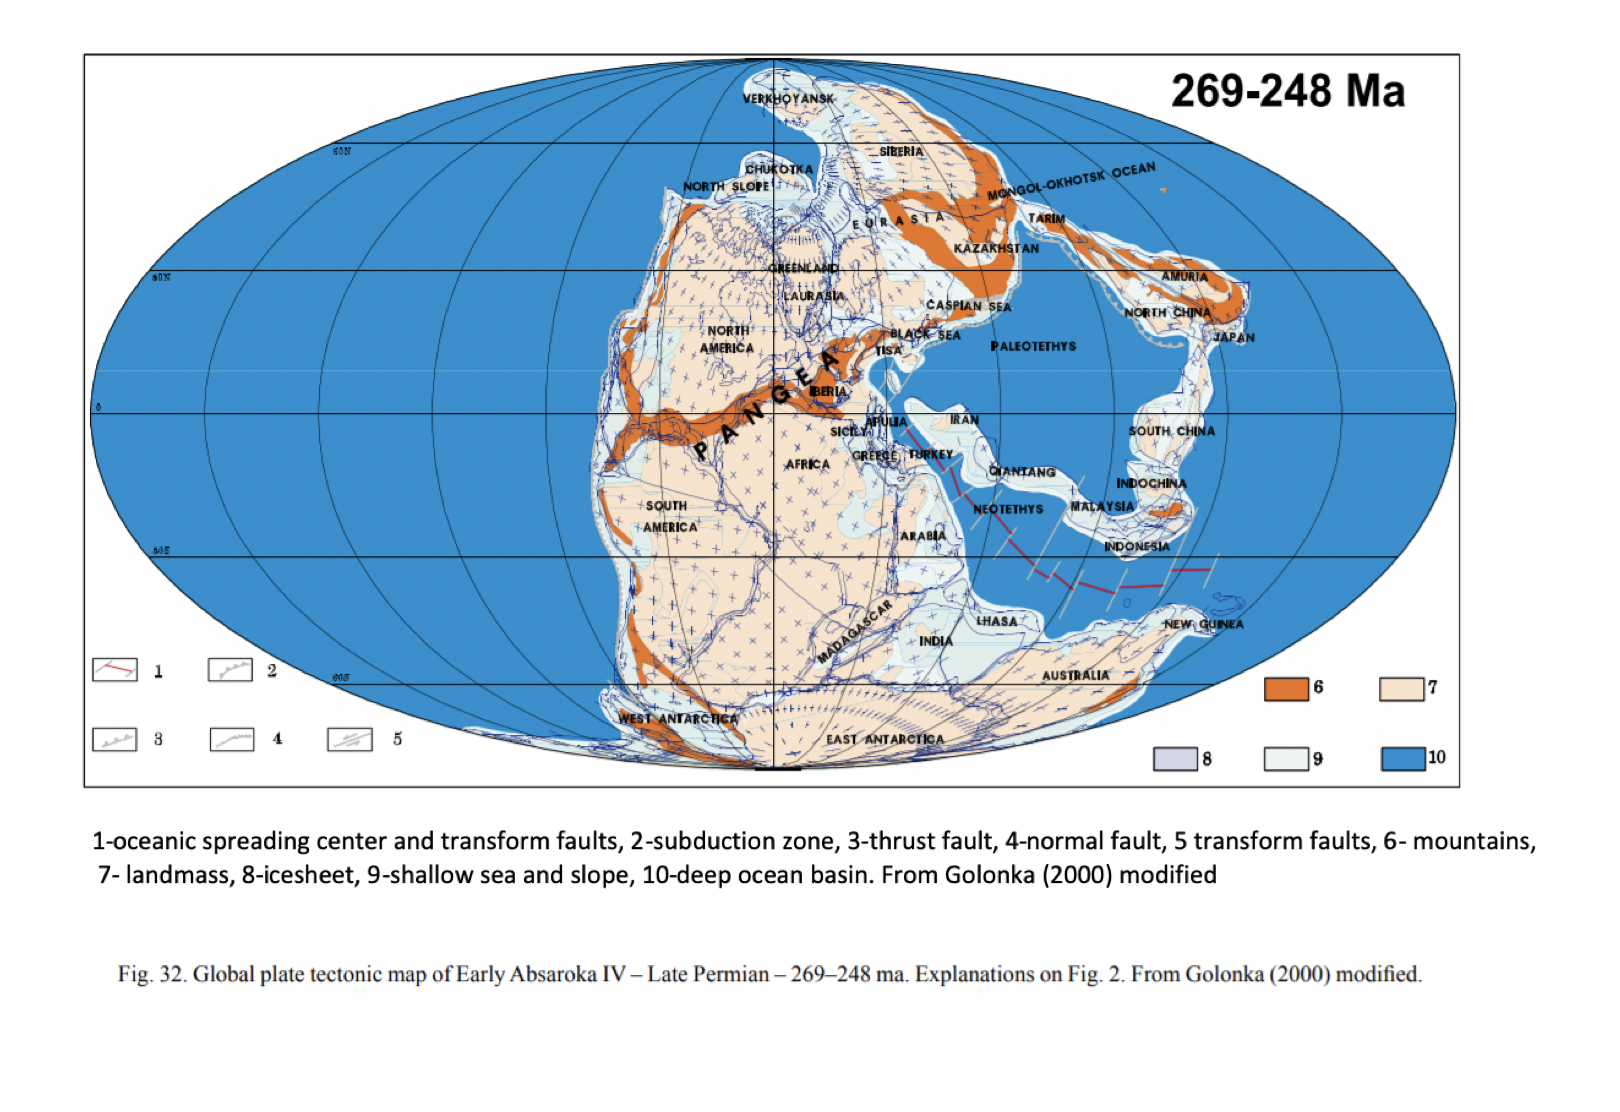 269-248 Ma
VERKHOYANSK
60N
SIBERIA
CHUKOTKA
NORTH SLOPE
MONGOL-OKHOTSK OCEAN
EURASIA
TARIM
KAZAKHSTAN
GREENLAND
AMURIA
LAURASIA
CASPIAN SEA
NORTH CHINA
NORTH
AMERICA
BLACK SEA
JAPAN
TISA
PALEOTETHYS
PANGEA
IBERIA
0
APULIA
IRAN
SICILY
SOUTH CHINA
GREECE
TURKEY
AFRICA
QIANTANG
INDOCHINA
SOUTH
AMERICA
NEOTETHYS
MALAYSIA
ARABIA
INDONESIA
30S
MADAGASCAR
LHASA
NEW GUINEA
INDIA
60S
AUSTRALIA
WEST ANTARCTICA
EAST ANTARCTICA
1
2
3
4
5
6
7
8
9
10
1-oceanic spreading center and transform faults, 2-subduction zone, 3-thrust fault, 4-normal fault, 5 transform faults, 6- mountains,
7- landmass, 8-icesheet, 9-shallow sea and slope, 10-deep ocean basin. From Golonka (2000) modified
Fig. 32. Global plate tectonic map of Early Absaroka IV – Late Permian – 269–248 ma. Explanations on Fig. 2. From Golonka (2000) modified.